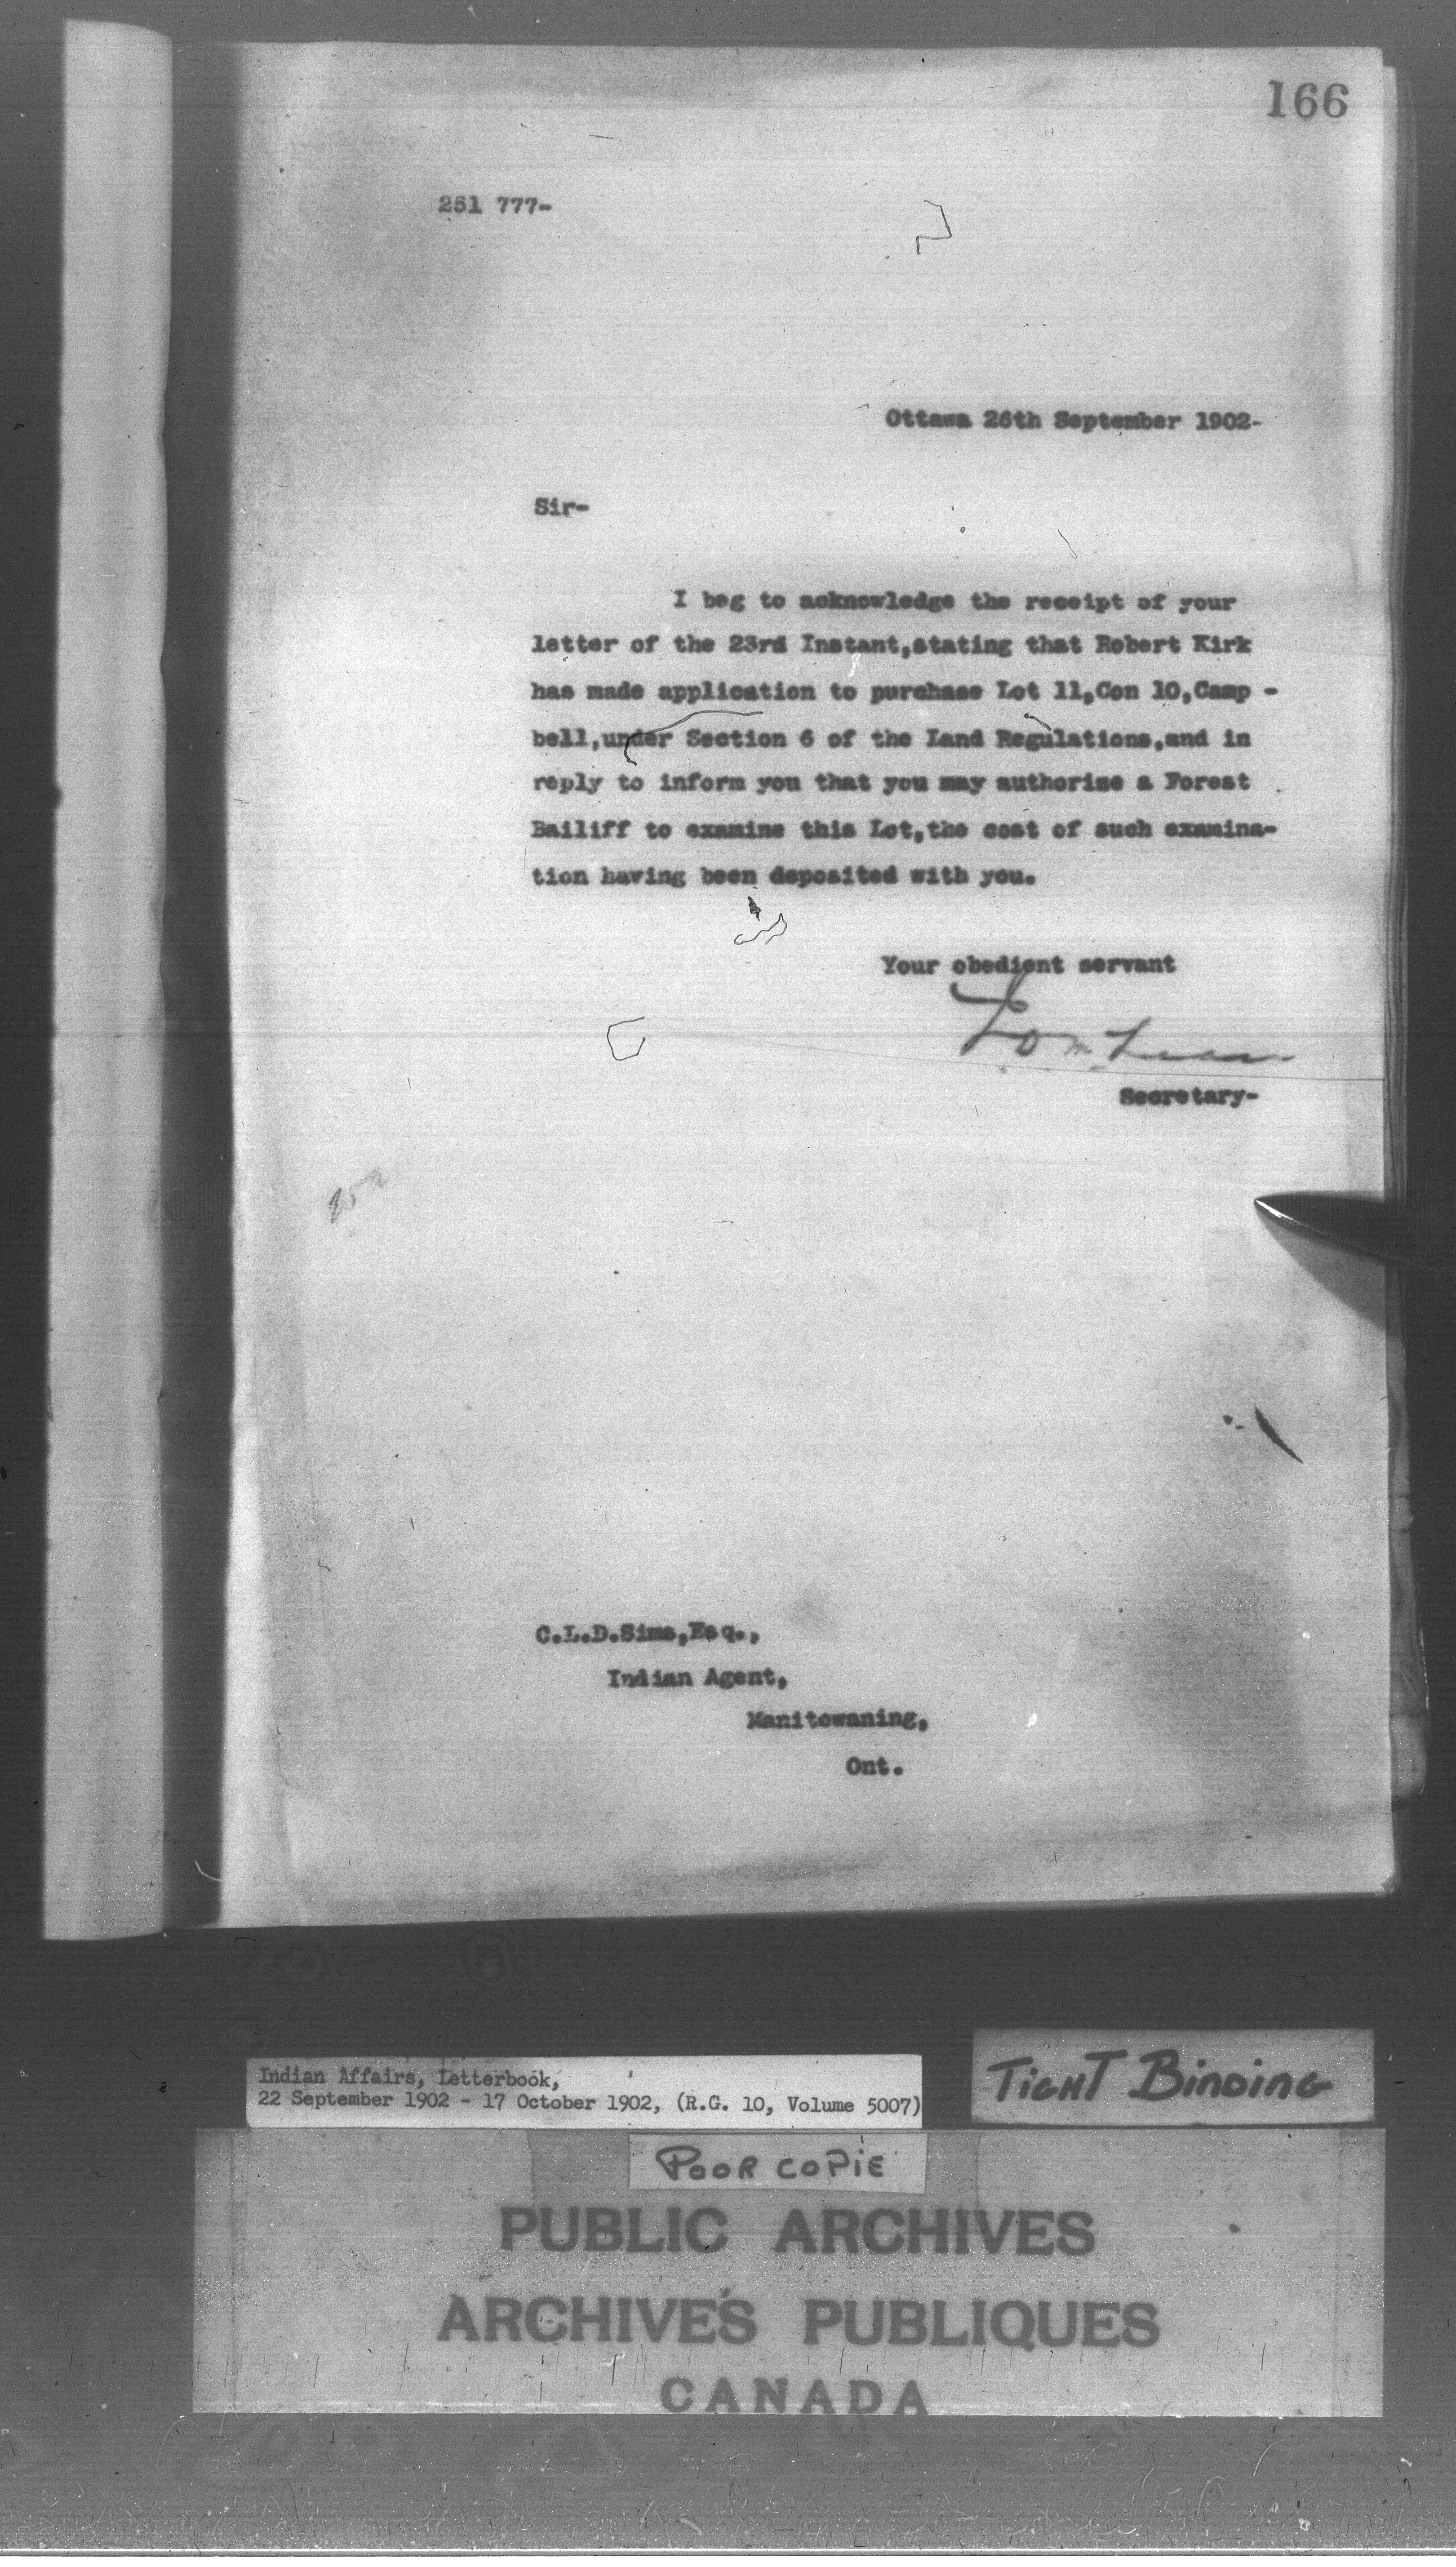 166
251 777-
Ottawa 26th September 1902-
Sir-
I beg to acknowledge the receipt of your
letter of the 23rd Instant,stating that Robert Kirk
has made application to purchase Lot 11,Con 10,Camp -
bell,under Section 6 of the Land Regulations,and in
reply to inform you that you may authorize a Forest
Bailiff to examine this Lot,the cost of such examina-
tion having been deposited with you.
Your obedient servant
Secretary-
C.L.D.Sims,Esq.,
Indian Agent,
Manitowaning,
Ont.
Indian Affairs, Letterbook,
22 September 1902 - 17 October 1902, (R.G. 10, Volume 5007)
TIGHT BINDING
POOR COPIE
PUBLIC ARCHIVES
ARCHIVES PUBLIQUES
CANADA